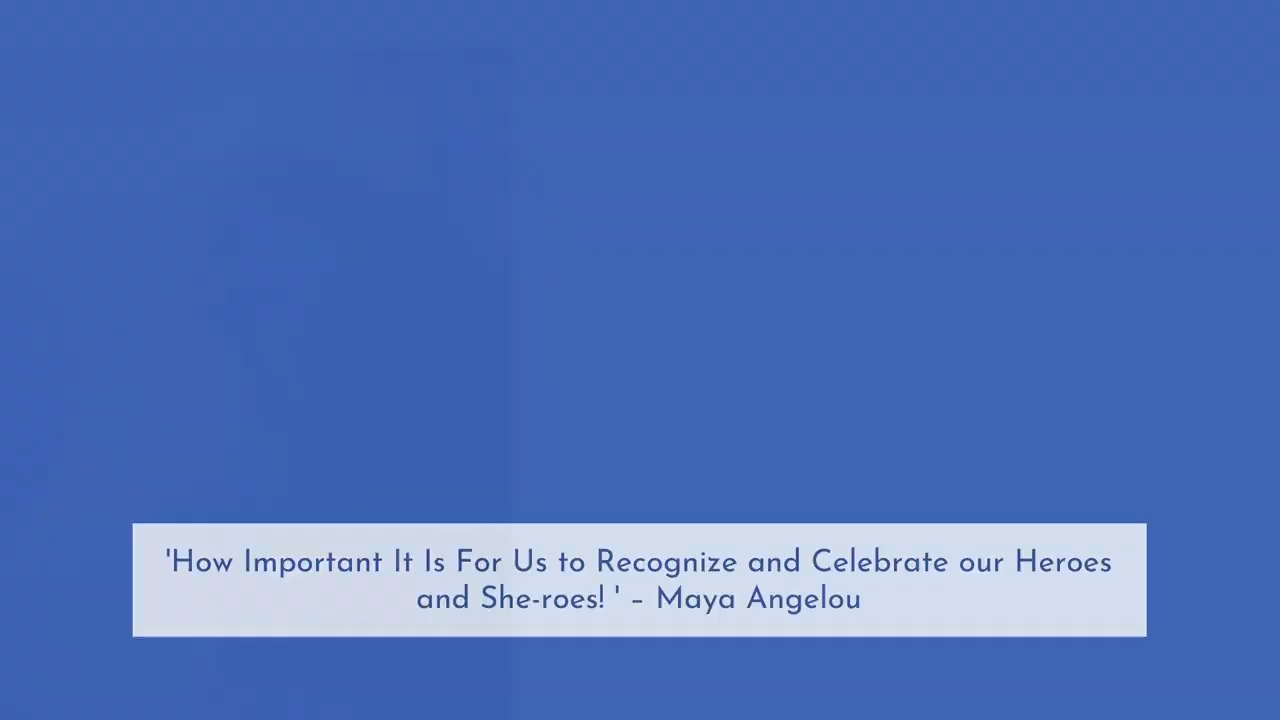 'How Important It Is For Us to Recognize and Celebrate our Heroes
and She-roes! ' – Maya Angelou